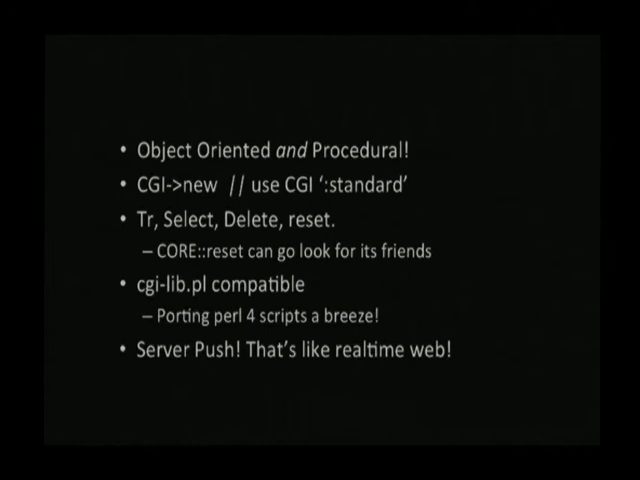 • Object Oriented and Procedural!
• CGI->new // use CGI ‘:standard’
• Tr, Select, Delete, reset.
– CORE::reset can go look for its friends
• cgi-lib.pl compatible
– Porting perl 4 scripts a breeze!
• Server Push! That’s like realtime web!